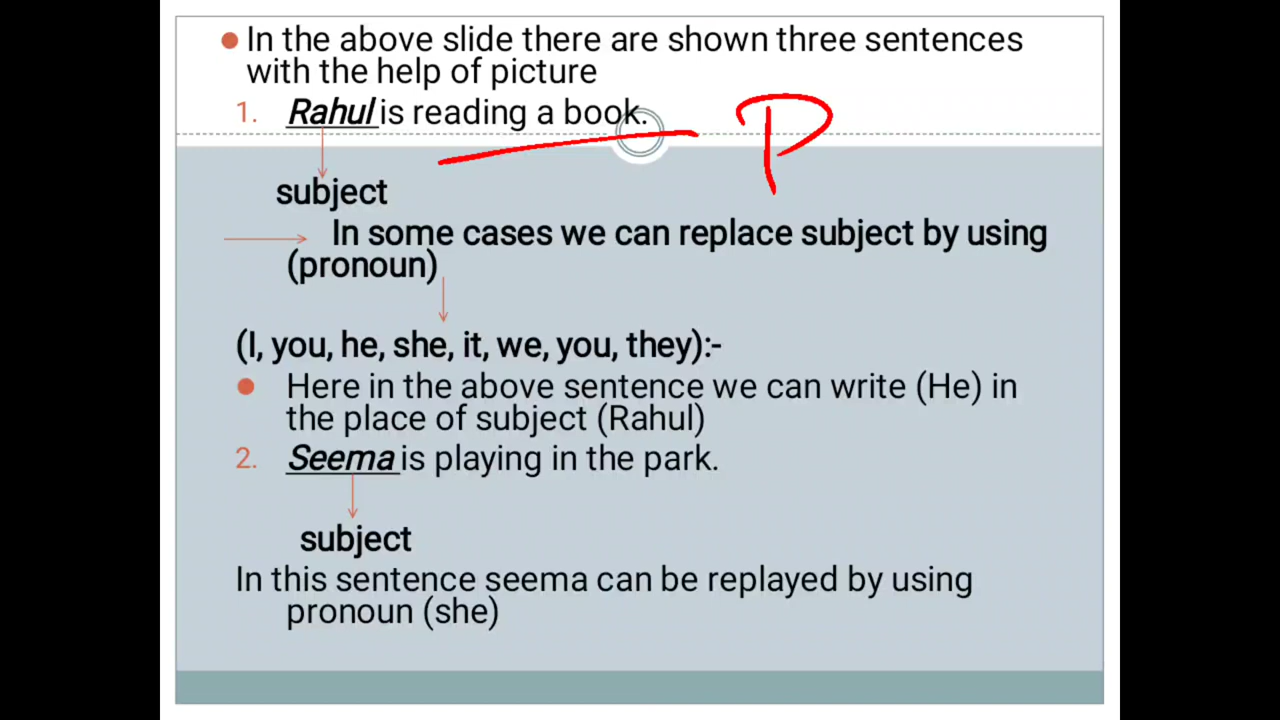 In the above slide there are shown three sentences
with the help of picture
1. Rahul is reading a book.
P
subject
In some cases we can replace subject by using
(pronoun)
(I, you, he, she, it, we, you, they):-
Here in the above sentence we can write (He) in
the place of subject (Rahul)
2. Seema is playing in the park.
subject
In this sentence seema can be replayed by using
pronoun (she)